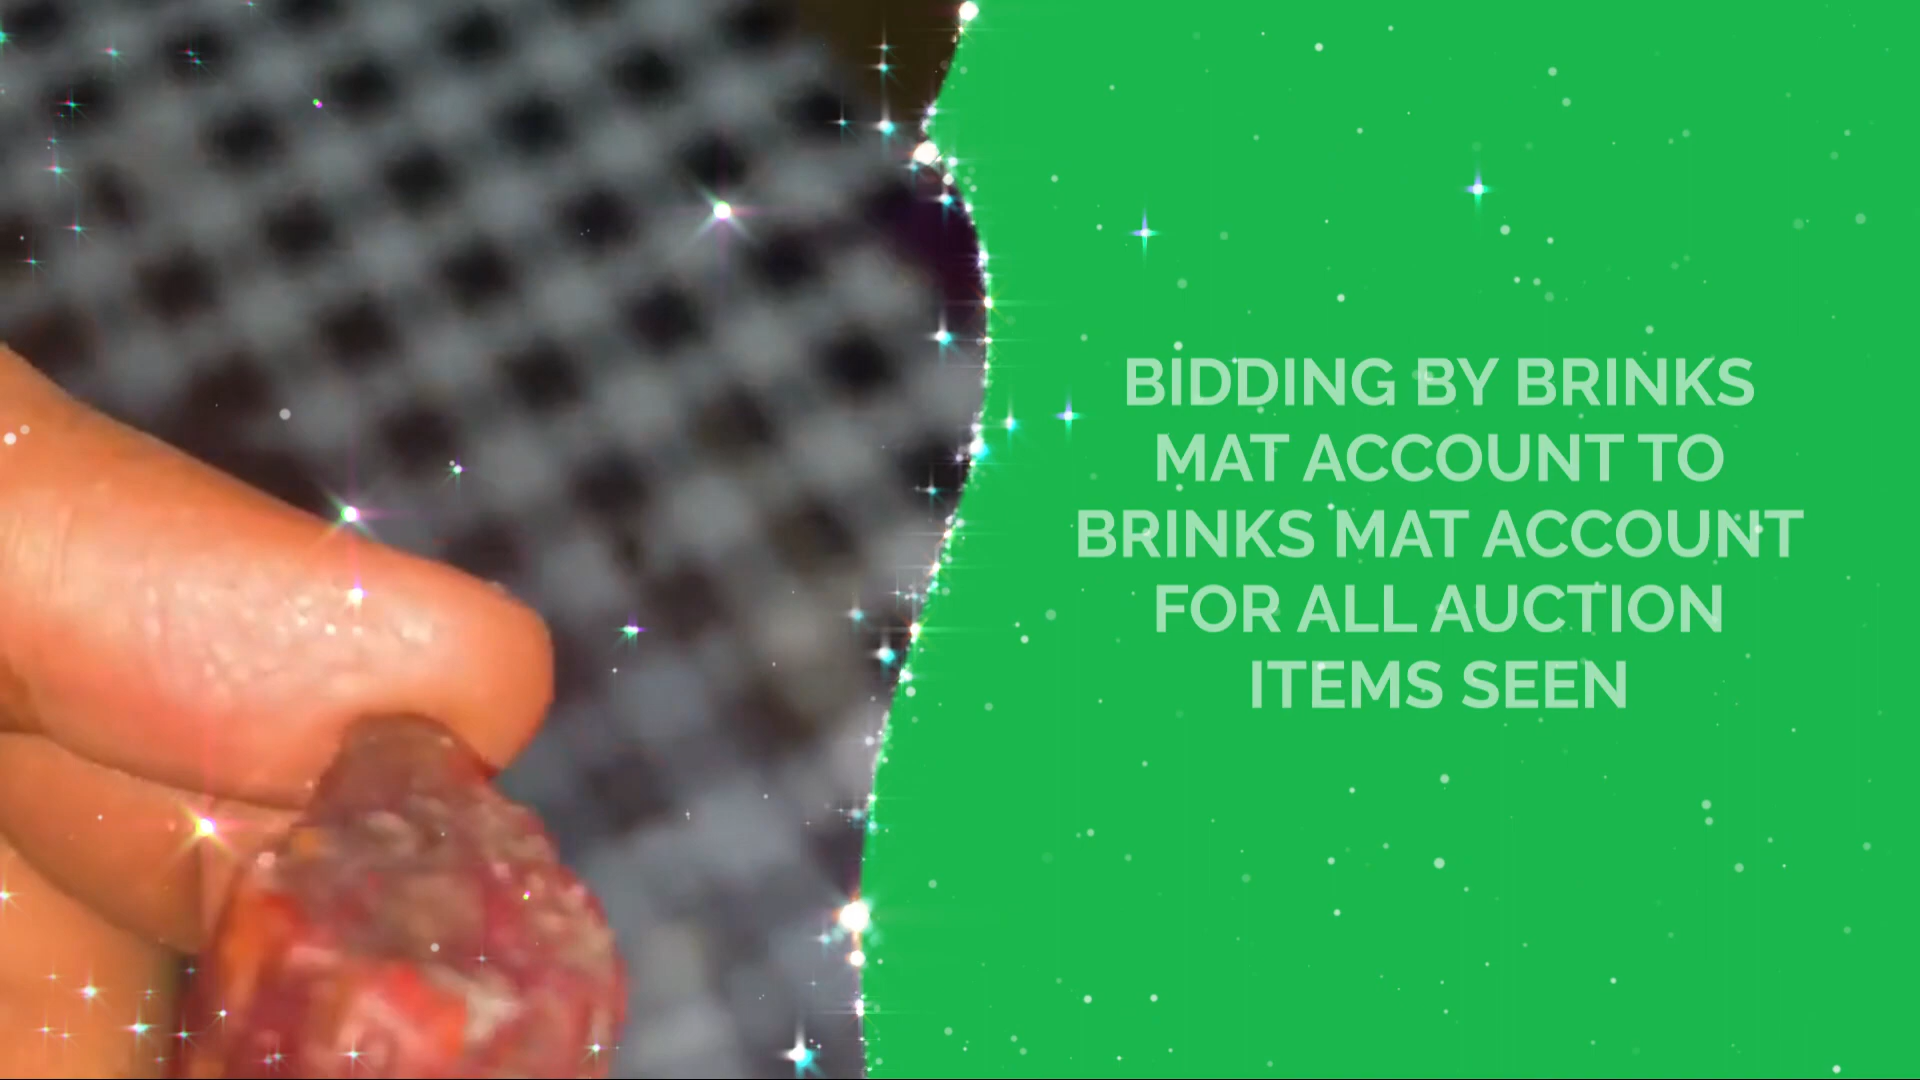 BIDDING BY BRINKS
MAT ACCOUNT TO
BRINKS MAT ACCOUNT
FOR ALL AUCTION
ITEMS SEEN